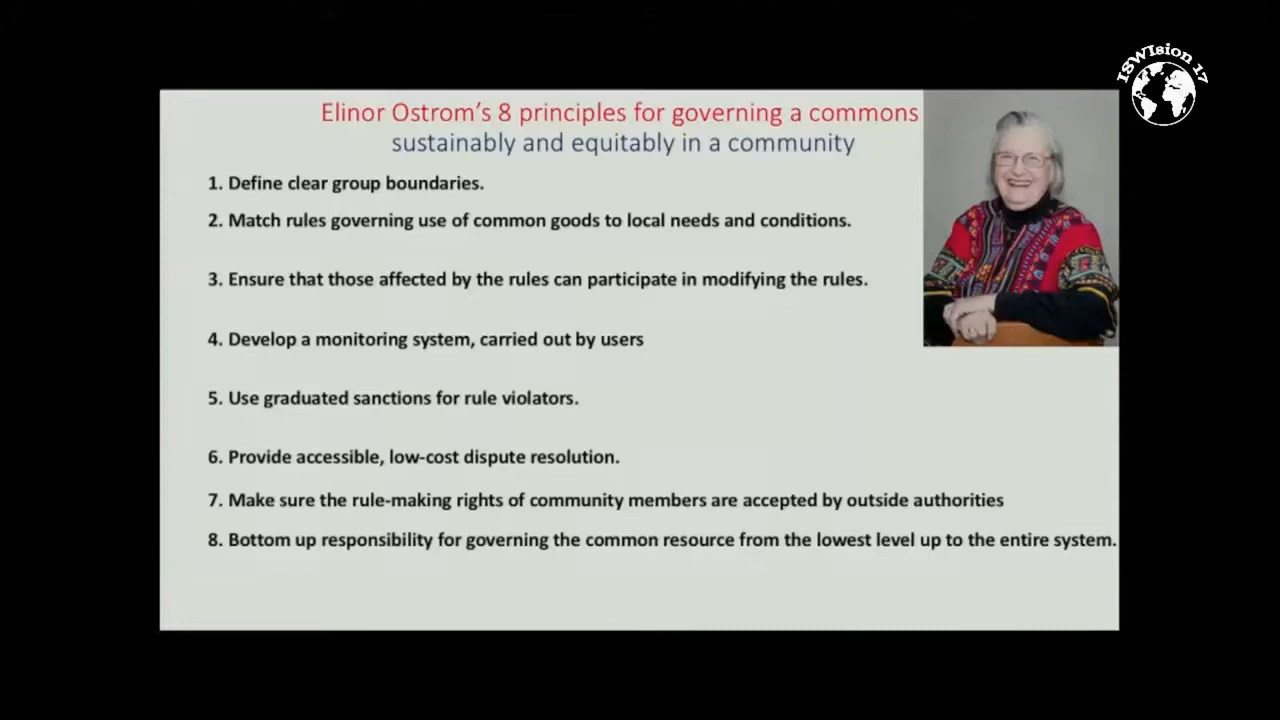 ISWIsion 17
Elinor Ostrom's 8 principles for governing a commons
sustainably and equitably in a community
1. Define clear group boundaries.
2. Match rules governing use of common goods to local needs and conditions.
3. Ensure that those affected by the rules can participate in modifying the rules.
4. Develop a monitoring system, carried out by users
5. Use graduated sanctions for rule violators.
6. Provide accessible, low-cost dispute resolution.
7. Make sure the rule-making rights of community members are accepted by outside authorities
8. Bottom up responsibility for governing the common resource from the lowest level up to the entire system.